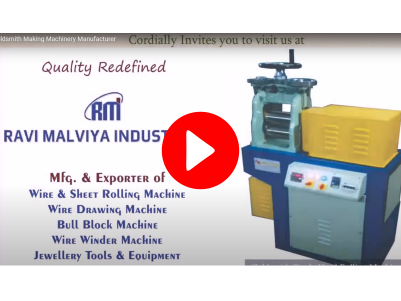 ldsmith Making Machinery Manufacturer
Cordially Invites you to visit us at
Quality Redefined
RMI
RAVI MALVIYA INDUST
Mfg. & Exporter of
Wire & Sheet Rolling Machine
Wire Drawing Machine
Bull Block Machine
Wire Winder Machine
Jewellery Tools & Equipment